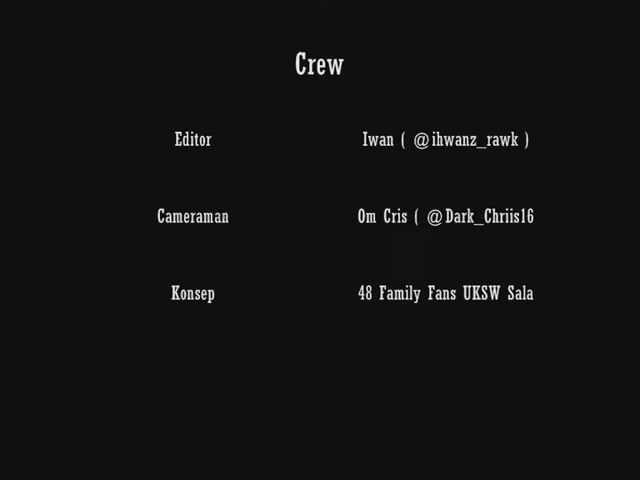 Crew
Editor Iwan ( @ihwanz_rawk )
Cameraman Om Cris ( @Dark_Chriis16
Konsep 48 Family Fans UKSW Sala